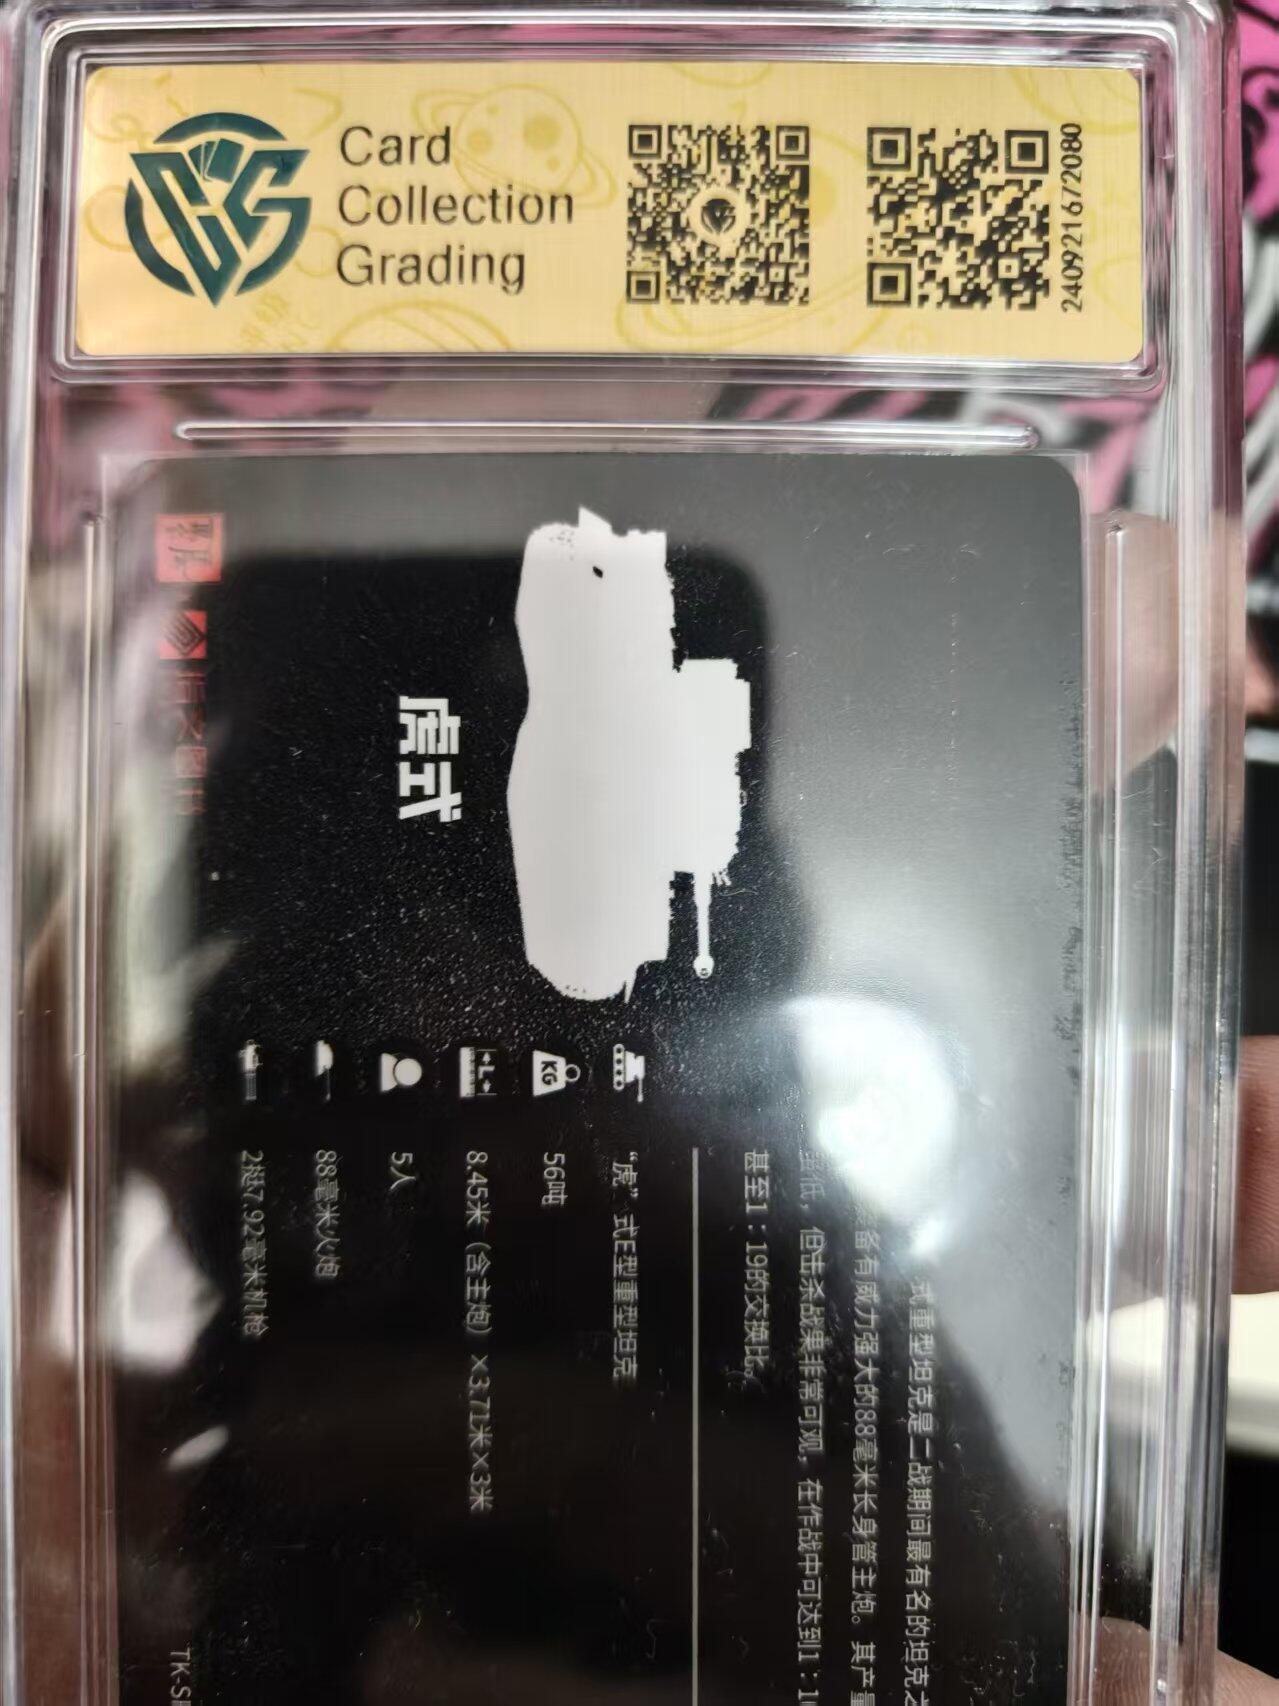 Card
Collection
Grading
24092167/2080
虎式
式重型坦克是二战期间最有名的坦克之
备有威力强大的88毫米长身管主炮。其产量
低，但击杀战果非常可观，在作战中可达到1：10
甚至1：19的交换比。
“虎”式E型重型坦克
KG
56吨
L
8.45米（含主炮）×3.71米×3米
5人
88毫米火炮
2挺7.92毫米机枪
TK-S